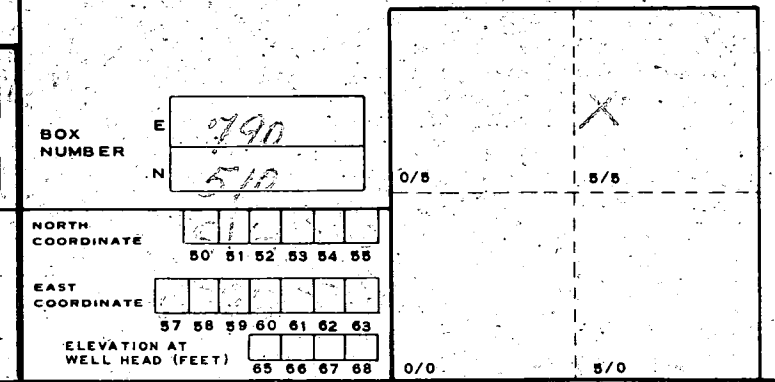 BOX NUMBER
E 790
N 510
NORTH COORDINATE
50 51 52 53 54 55
EAST COORDINATE
57 58 59 60 61 62 63
ELEVATION AT WELL HEAD (FEET)
65 66 67 68
X
0/5 5/5
0/0 5/0